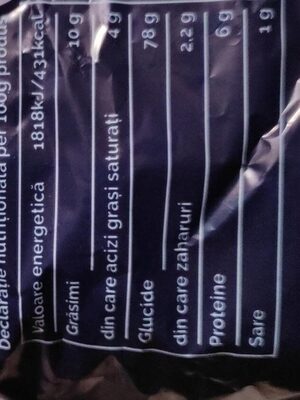 Declarație nutrițională per 100g produs
Valoare energetică 1818kJ/431kcal
Grăsimi 10 g
din care acizi grași saturați 4 g
Glucide 78 g
din care zaharuri 2,2 g
Proteine 6 g
Sare 1 g